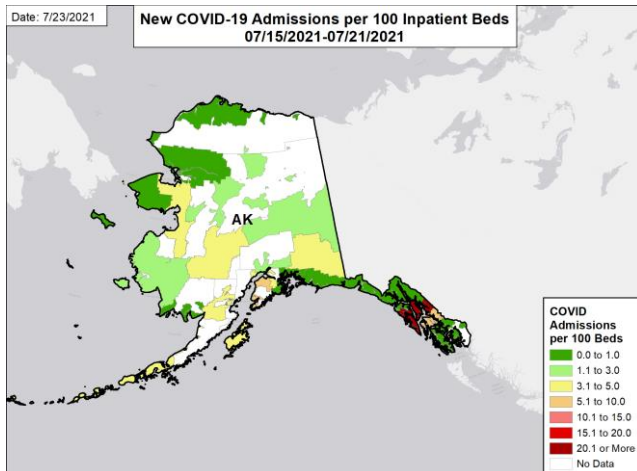 Date: 7/23/2021
New COVID-19 Admissions per 100 Inpatient Beds
07/15/2021-07/21/2021
AK
COVID
Admissions
per 100 Beds
0.0 to 1.0
1.1 to 3.0
3.1 to 5.0
5.1 to 10.0
10.1 to 15.0
15.1 to 20.0
20.1 or More
No Data